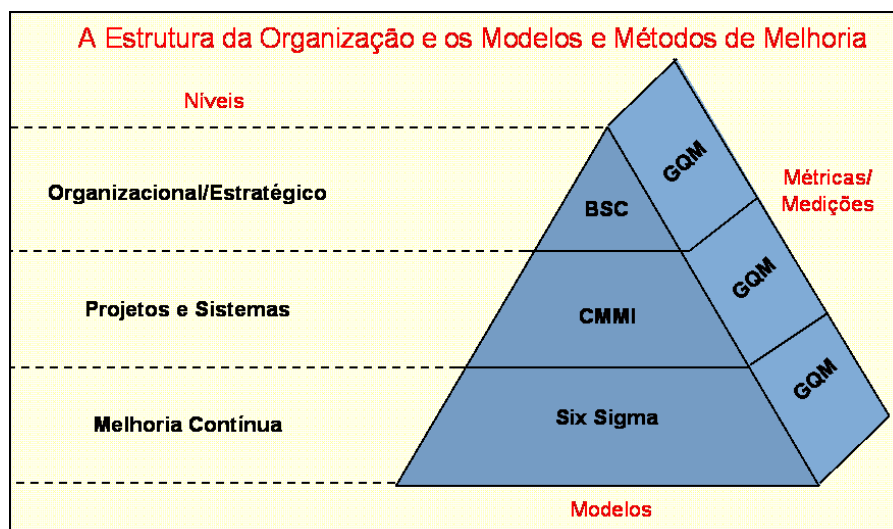 A Estrutura da Organização e os Modelos e Métodos de Melhoria
Níveis
Organizacional/Estratégico
BSC
GQM
Métricas/
Medições
Projetos e Sistemas
CMMI
GQM
Melhoria Contínua
Six Sigma
GQM
Modelos